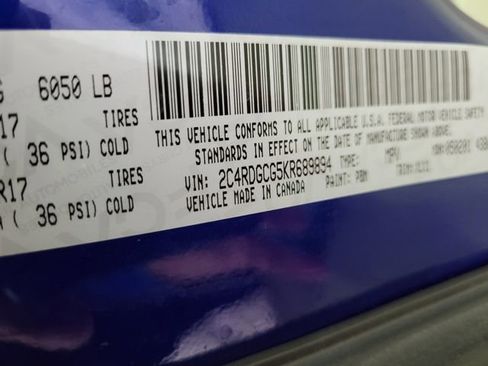 6050 LB
R17 TIRES
( 36 PSI) COLD
R17 TIRES
( 36 PSI) COLD
THIS VEHICLE CONFORMS TO ALL APPLICABLE U.S.A. FEDERAL MOTOR VEHICLE SAFETY
STANDARDS IN EFFECT ON THE DATE OF MANUFACTURE SHOWN ABOVE.
VIN: 2C4RDGCG5KR689894 TYPE: MPV
VEHICLE MADE IN CANADA PAINT: PBM TRIM: